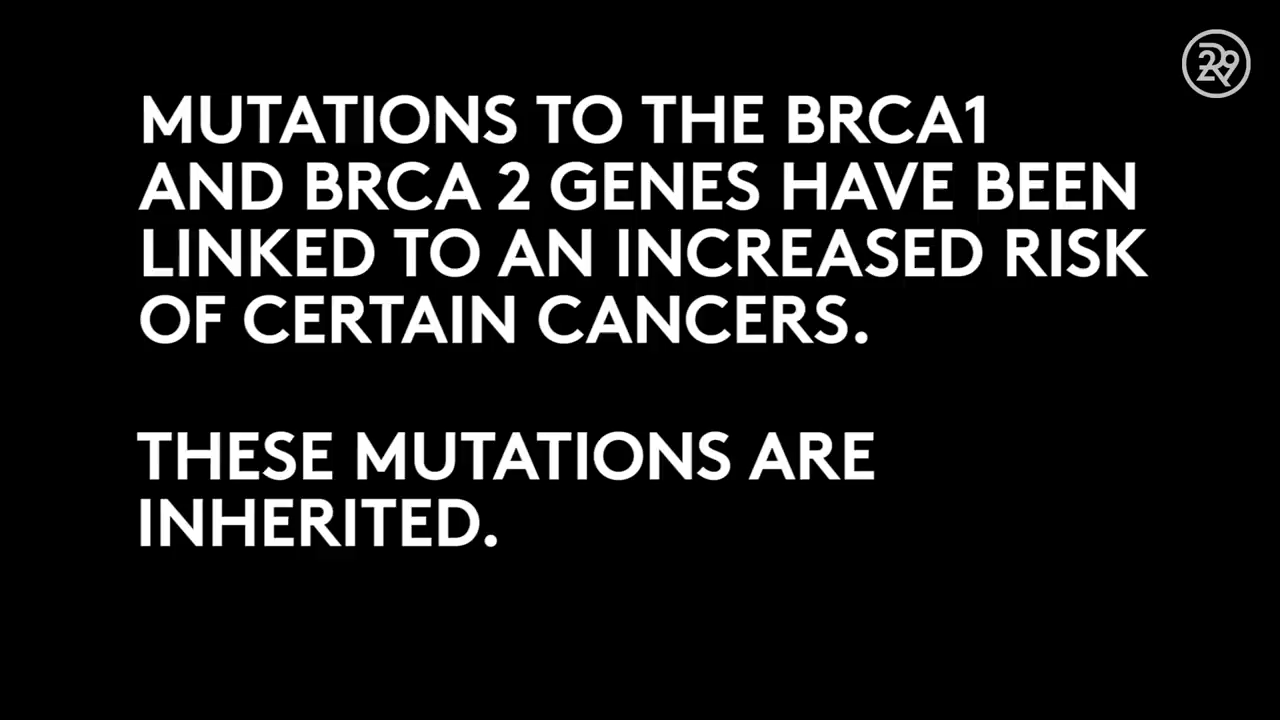 R29
MUTATIONS TO THE BRCA1
AND BRCA 2 GENES HAVE BEEN
LINKED TO AN INCREASED RISK
OF CERTAIN CANCERS.
THESE MUTATIONS ARE
INHERITED.